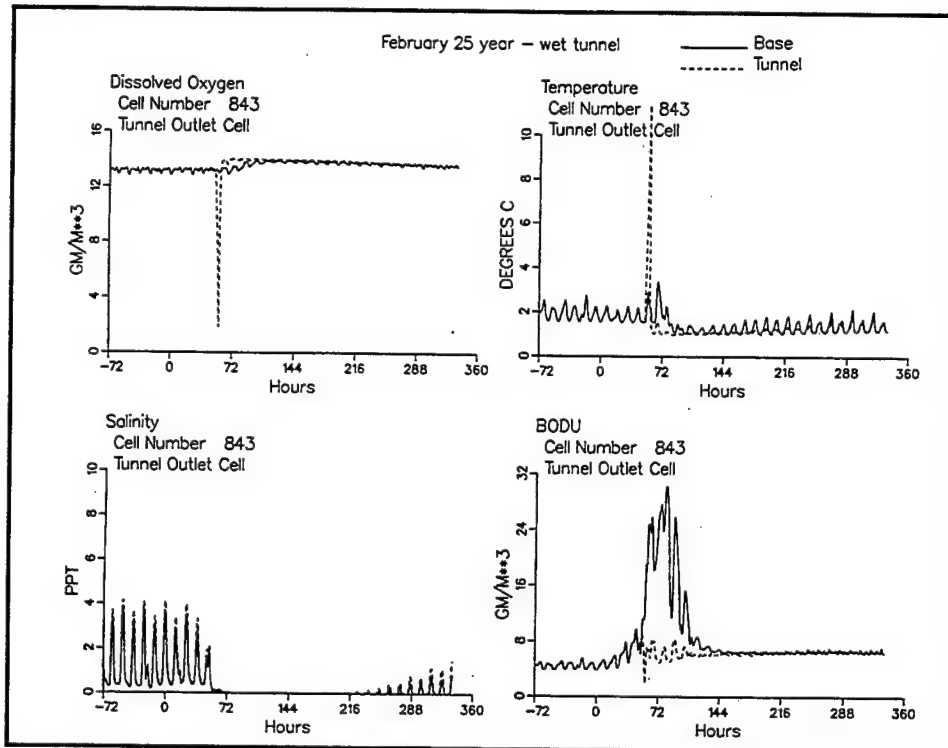 February 25 year – wet tunnel
Base
Tunnel
Dissolved Oxygen
Cell Number 843
Tunnel Outlet Cell
16
12
8
4
0
GM/M**3
-72 0 72 144 216 288 360
Hours
Temperature
Cell Number 843
Tunnel Outlet Cell
10
8
6
4
2
0
DEGREES C
-72 0 72 144 216 288 360
Hours
Salinity
Cell Number 843
Tunnel Outlet Cell
10
8
6
4
2
0
PPT
-72 0 72 144 216 288 360
Hours
BODU
Cell Number 843
Tunnel Outlet Cell
32
24
16
8
0
GM/M**3
-72 0 72 144 216 288 360
Hours